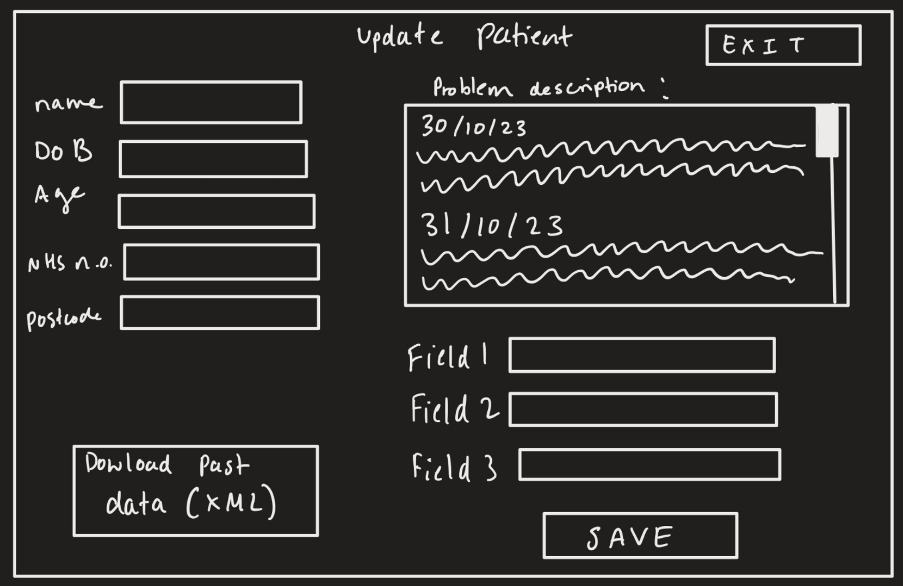 Update Patient
EXIT
name
DoB
Age
NHS n.o.
Postcode
Dowload Past
data (XML)
Problem description :
30/10/23
31/10/23
Field 1
Field 2
Field 3
SAVE